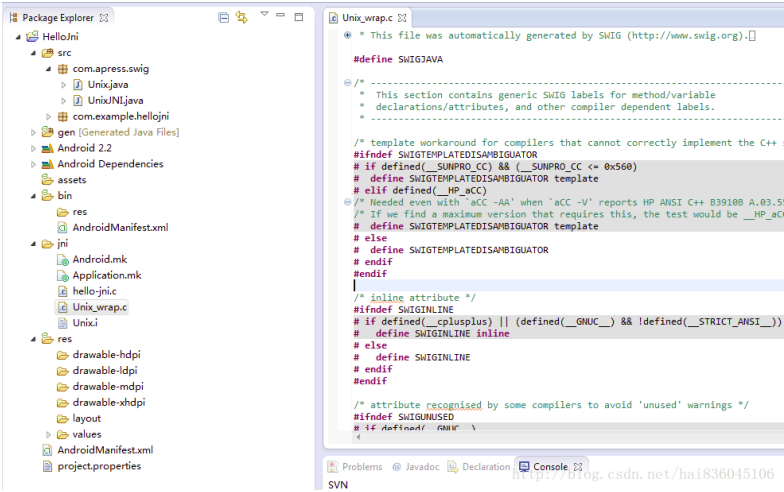 Package Explorer
HelloJni
src
com.apress.swig
Unix.java
UnixJNI.java
com.example.hellojni
gen [Generated Java Files]
Android 2.2
Android Dependencies
assets
bin
res
AndroidManifest.xml
jni
Android.mk
Application.mk
hello-jni.c
Unix_wrap.c
Unix.i
res
drawable-hdpi
drawable-ldpi
drawable-mdpi
drawable-xhdpi
layout
values
AndroidManifest.xml
project.properties
Unix_wrap.c
* This file was automatically generated by SWIG (http://www.swig.org).
#define SWIGJAVA
/* -----------------------------------------------------------------------
* This section contains generic SWIG labels for method/variable
* declarations/attributes, and other compiler dependent labels.
* -----------------------------------------------------------------------
/* template workaround for compilers that cannot correctly implement the C++ s
#ifndef SWIGTEMPLATEDISAMBIGUATOR
# if defined(__SUNPRO_CC) && (__SUNPRO_CC <= 0x560)
#  define SWIGTEMPLATEDISAMBIGUATOR template
# elif defined(__HP_aCC)
/* Needed even with `aCC -AA' when `aCC -V' reports HP ANSI C++ B3910B A.03.55
/* If we find a maximum version that requires this, the test would be __HP_aCC
#  define SWIGTEMPLATEDISAMBIGUATOR template
# else
#  define SWIGTEMPLATEDISAMBIGUATOR
# endif
#endif
/* inline attribute */
#ifndef SWIGINLINE
# if defined(__cplusplus) || (defined(__GNUC__) && !defined(__STRICT_ANSI__))
#   define SWIGINLINE inline
# else
#   define SWIGINLINE
# endif
#endif
/* attribute recognised by some compilers to avoid 'unused' warnings */
#ifndef SWIGUNUSED
# if defined(__GNUC__)
Problems @ Javadoc Declaration Console
SVN
http://blog.csdn.net/hai836045106